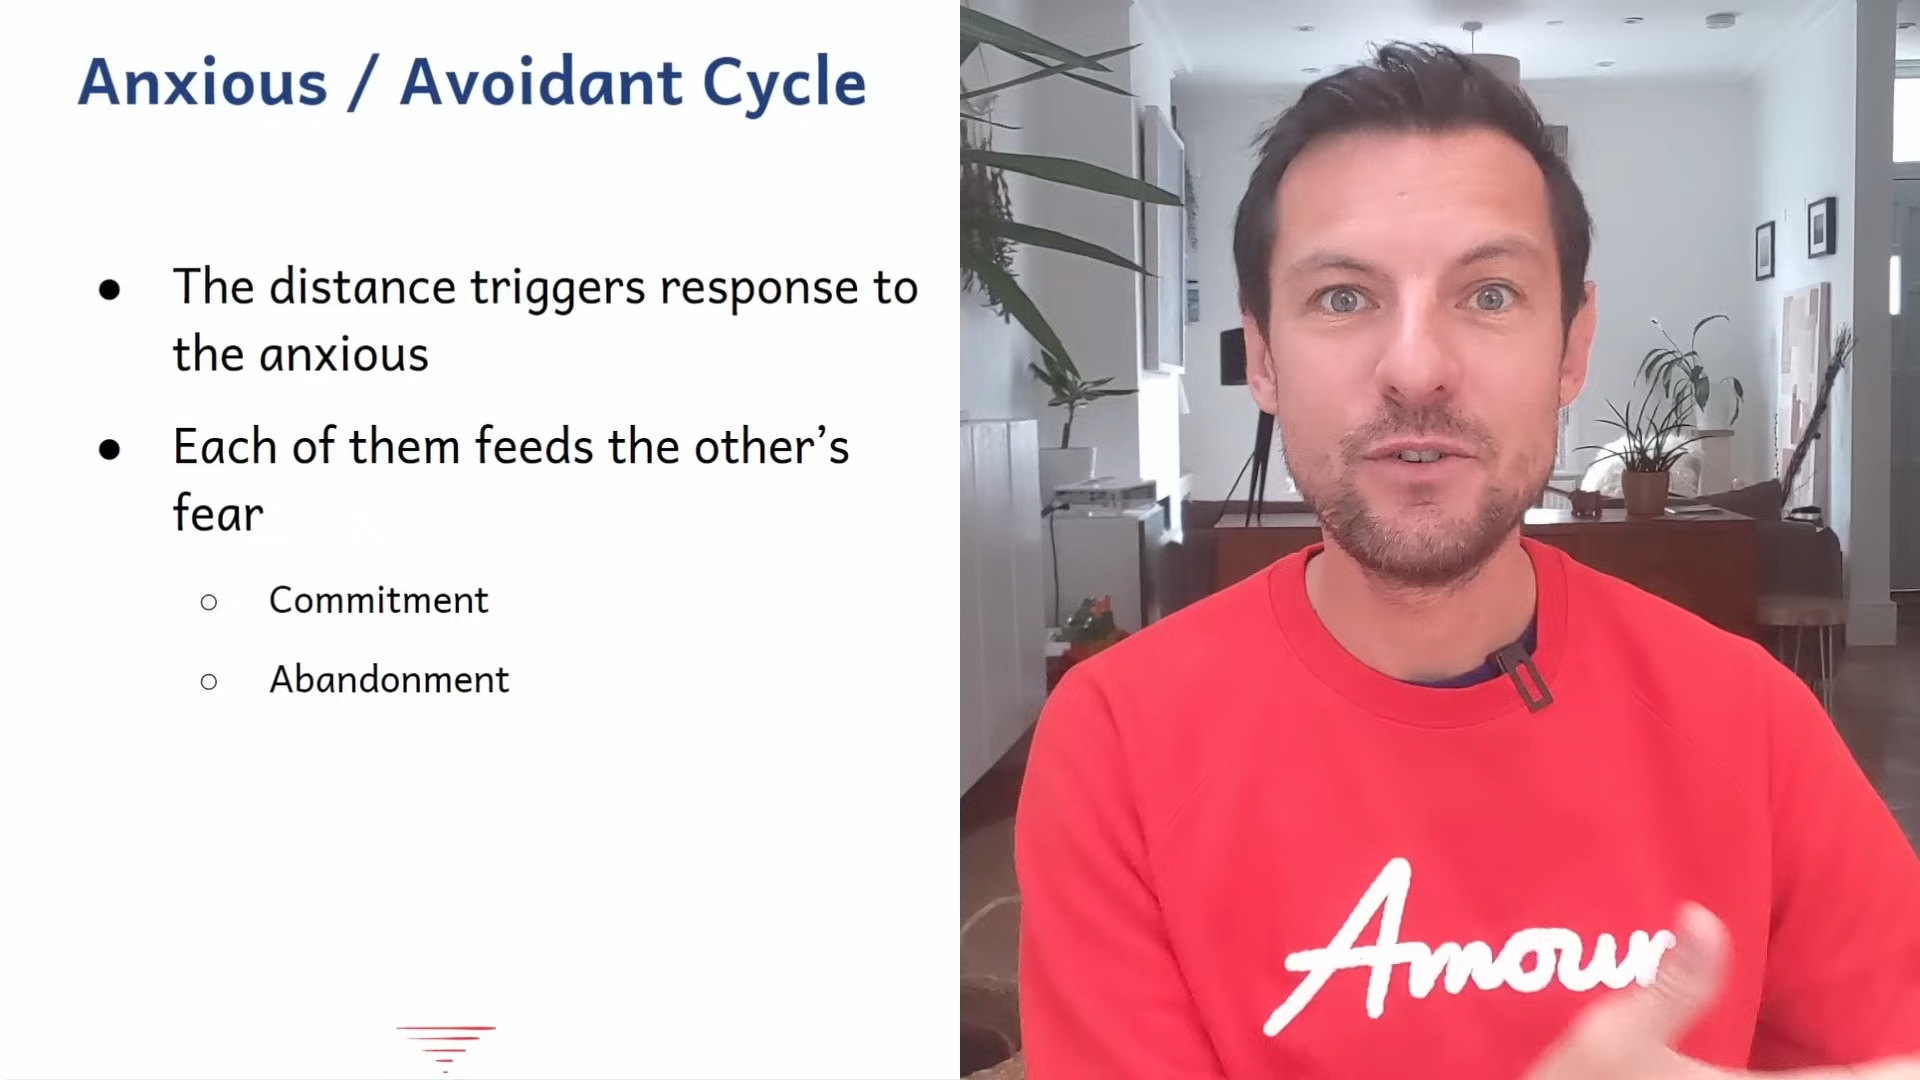 Anxious / Avoidant Cycle
● The distance triggers response to
the anxious
● Each of them feeds the other’s
fear
○ Commitment
○ Abandonment
Amour